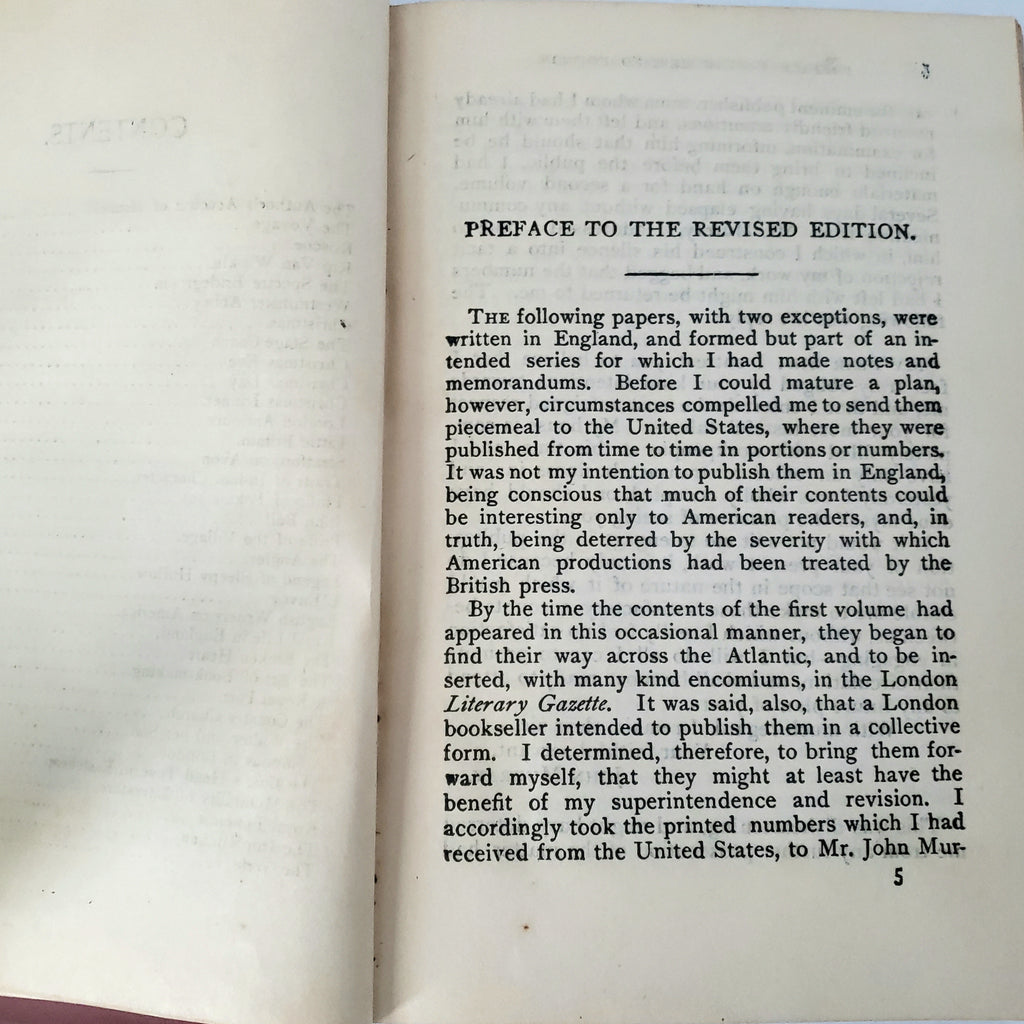 PREFACE TO THE REVISED EDITION.
THE following papers, with two exceptions, were
written in England, and formed but part of an in-
tended series for which I had made notes and
memorandums. Before I could mature a plan,
however, circumstances compelled me to send them
piecemeal to the United States, where they were
published from time to time in portions or numbers.
It was not my intention to publish them in England,
being conscious that much of their contents could
be interesting only to American readers, and, in
truth, being deterred by the severity with which
American productions had been treated by the
British press.
By the time the contents of the first volume had
appeared in this occasional manner, they began to
find their way across the Atlantic, and to be in-
serted, with many kind encomiums, in the London
Literary Gazette. It was said, also, that a London
bookseller intended to publish them in a collective
form. I determined, therefore, to bring them for-
ward myself, that they might at least have the
benefit of my superintendence and revision. I
accordingly took the printed numbers which I had
received from the United States, to Mr. John Mur-
5